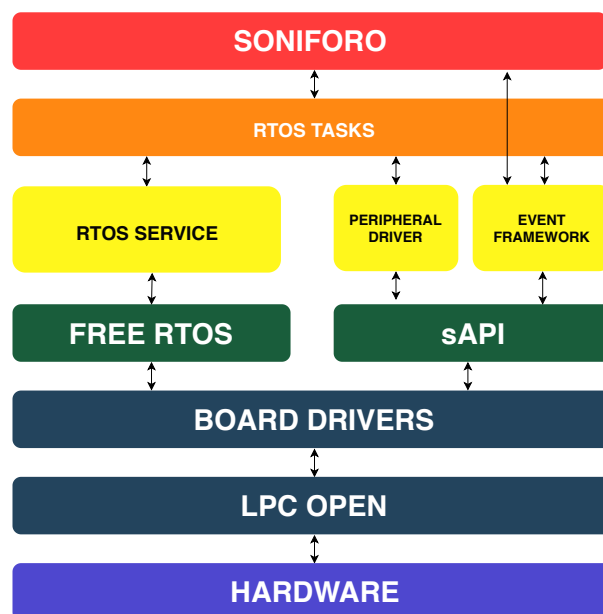 SONIFORO
RTOS TASKS
RTOS SERVICE
PERIPHERAL
DRIVER
EVENT
FRAMEWORK
FREE RTOS
sAPI
BOARD DRIVERS
LPC OPEN
HARDWARE